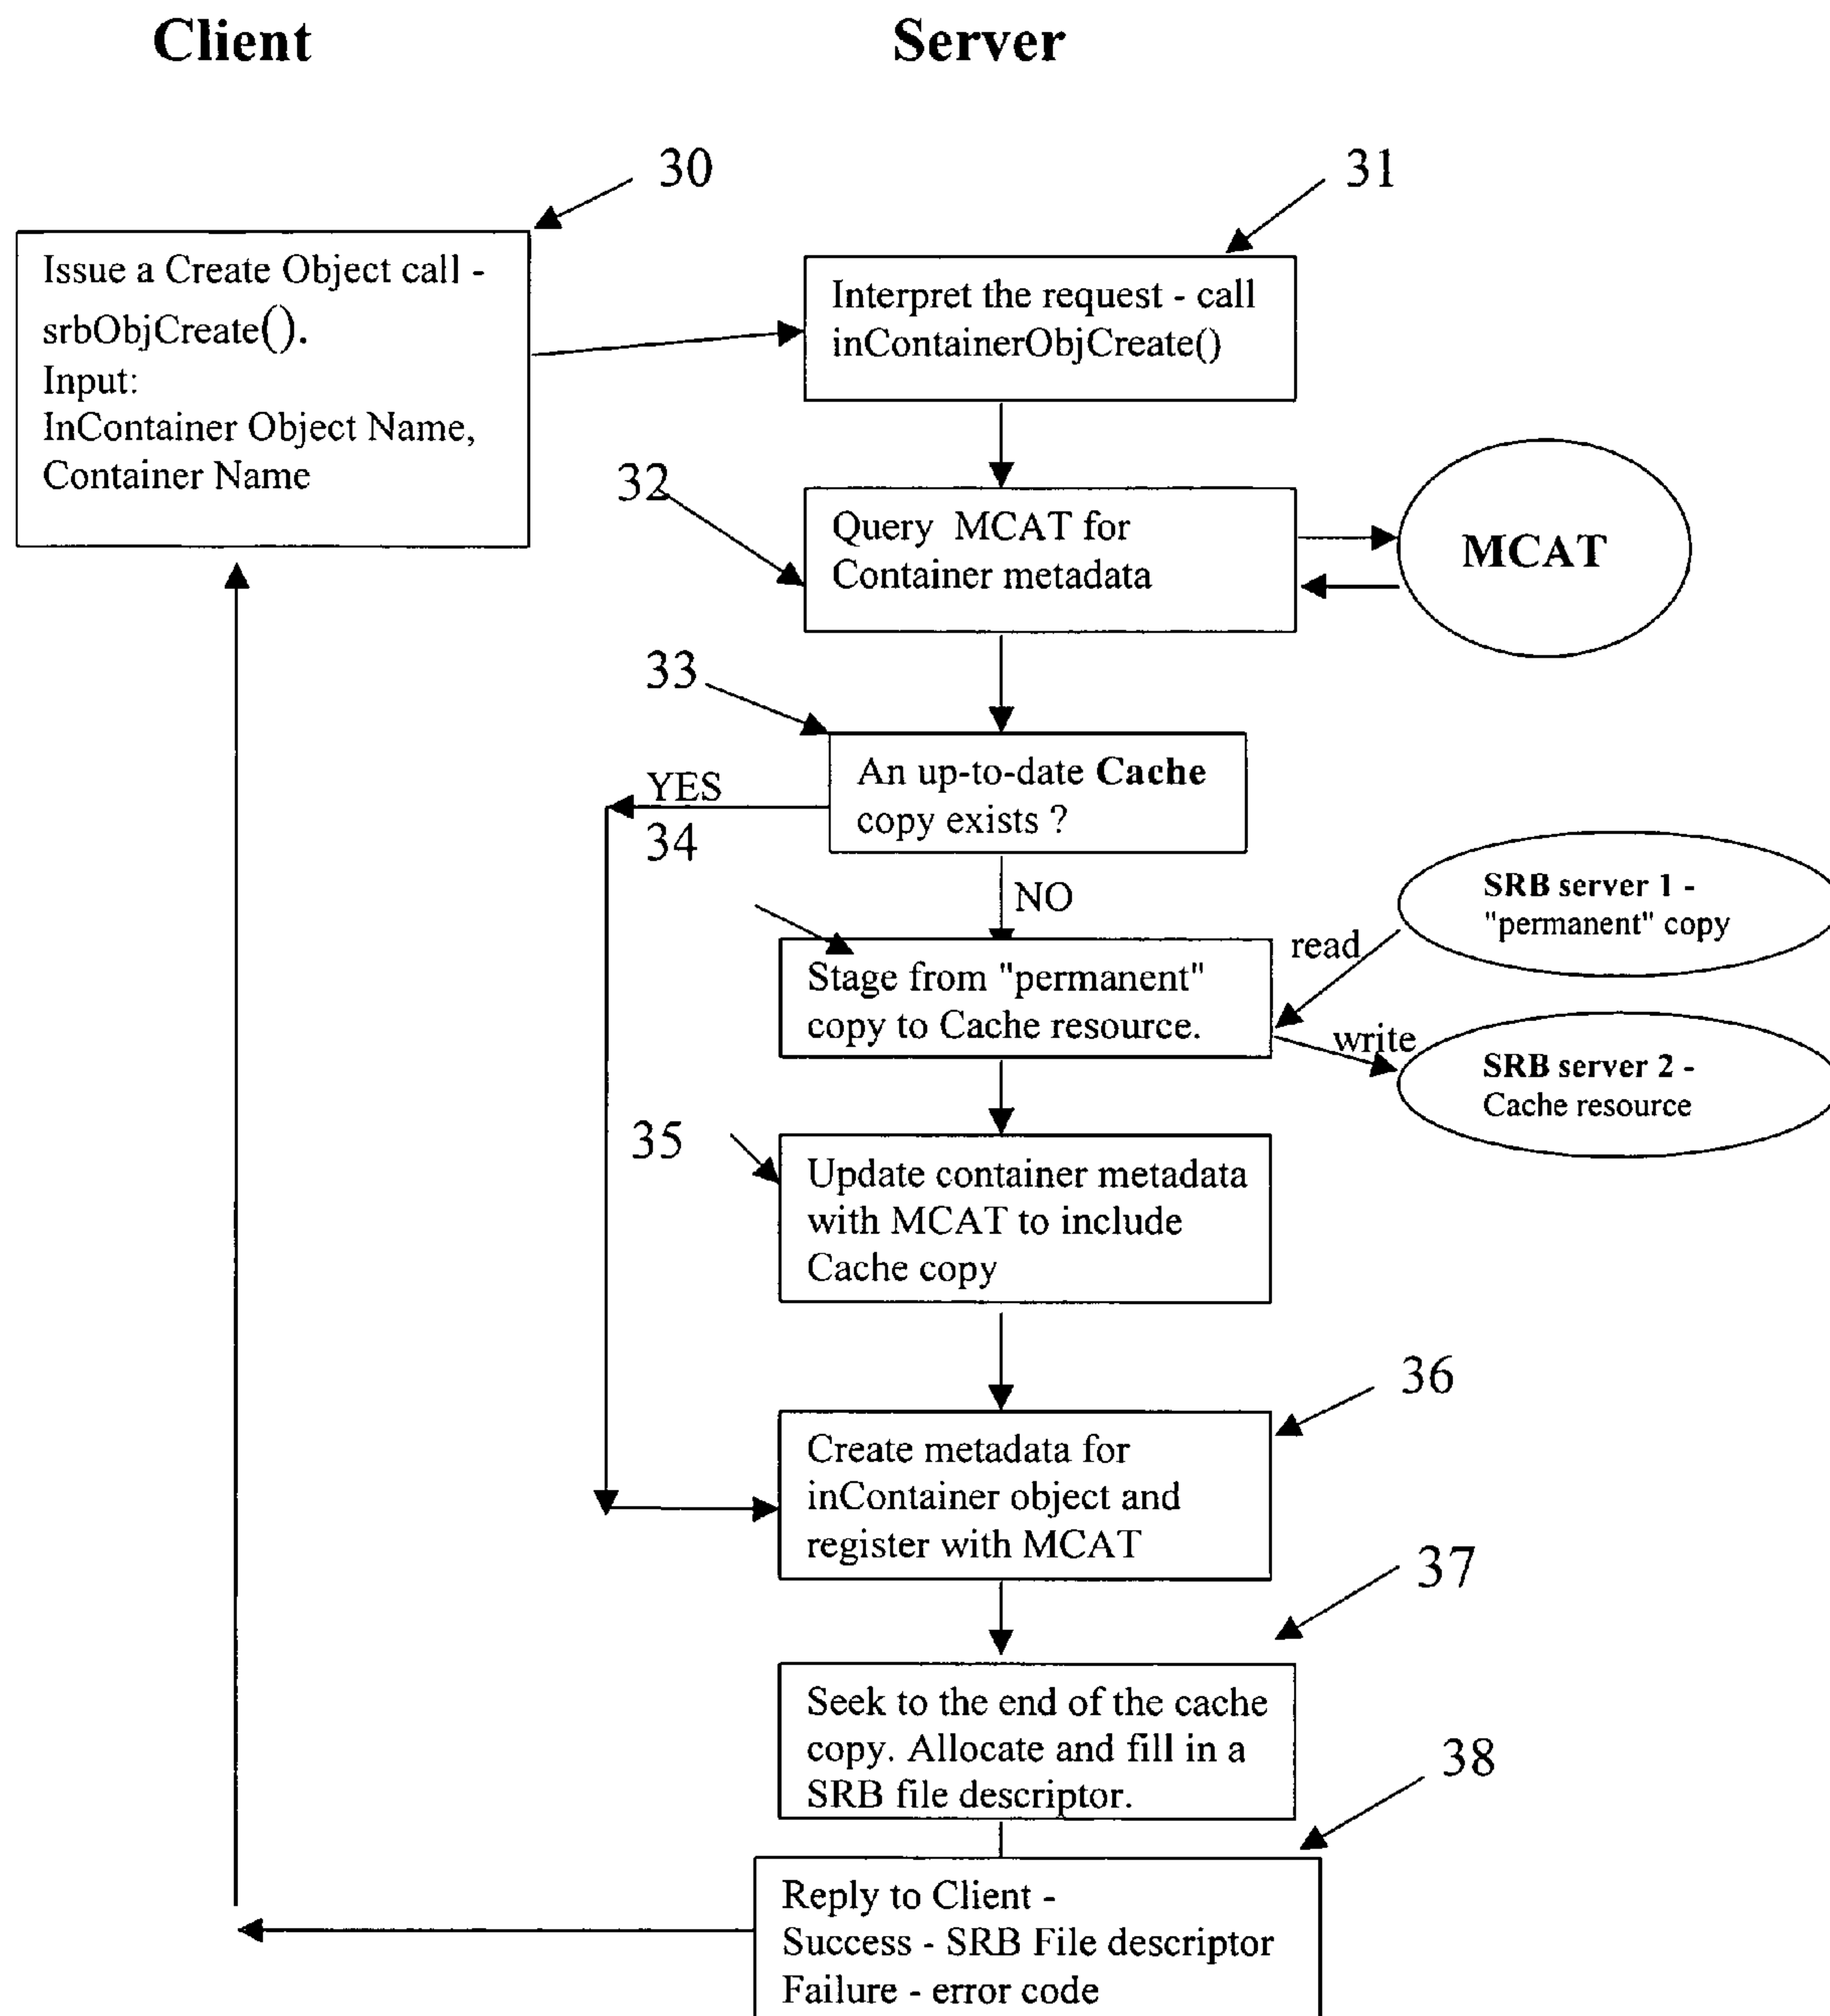 Client
Server
30
31
Issue a Create Object call -
srbObjCreate().
Input:
InContainer Object Name,
Container Name
Interpret the request - call
inContainerObjCreate()
32
Query MCAT for
Container metadata
MCAT
33
An up-to-date Cache
copy exists ?
YES
34
NO
SRB server 1 -
"permanent" copy
read
Stage from "permanent"
copy to Cache resource.
write
SRB server 2 -
Cache resource
35
Update container metadata
with MCAT to include
Cache copy
36
Create metadata for
inContainer object and
register with MCAT
37
Seek to the end of the cache
copy. Allocate and fill in a
SRB file descriptor.
38
Reply to Client -
Success - SRB File descriptor
Failure - error code